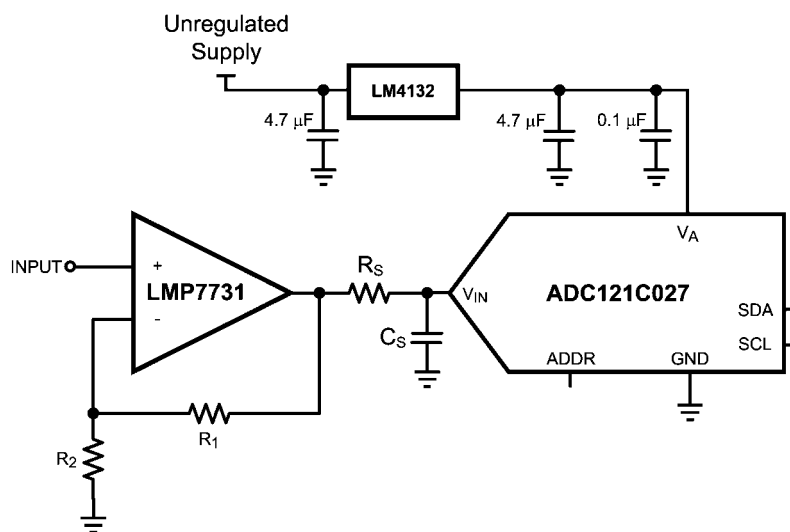 Unregulated
Supply
LM4132
4.7 µF
4.7 µF
0.1 µF
VA
INPUT
+
LMP7731
-
RS
VIN
ADC121C027
SDA
CS
SCL
ADDR
GND
R1
R2